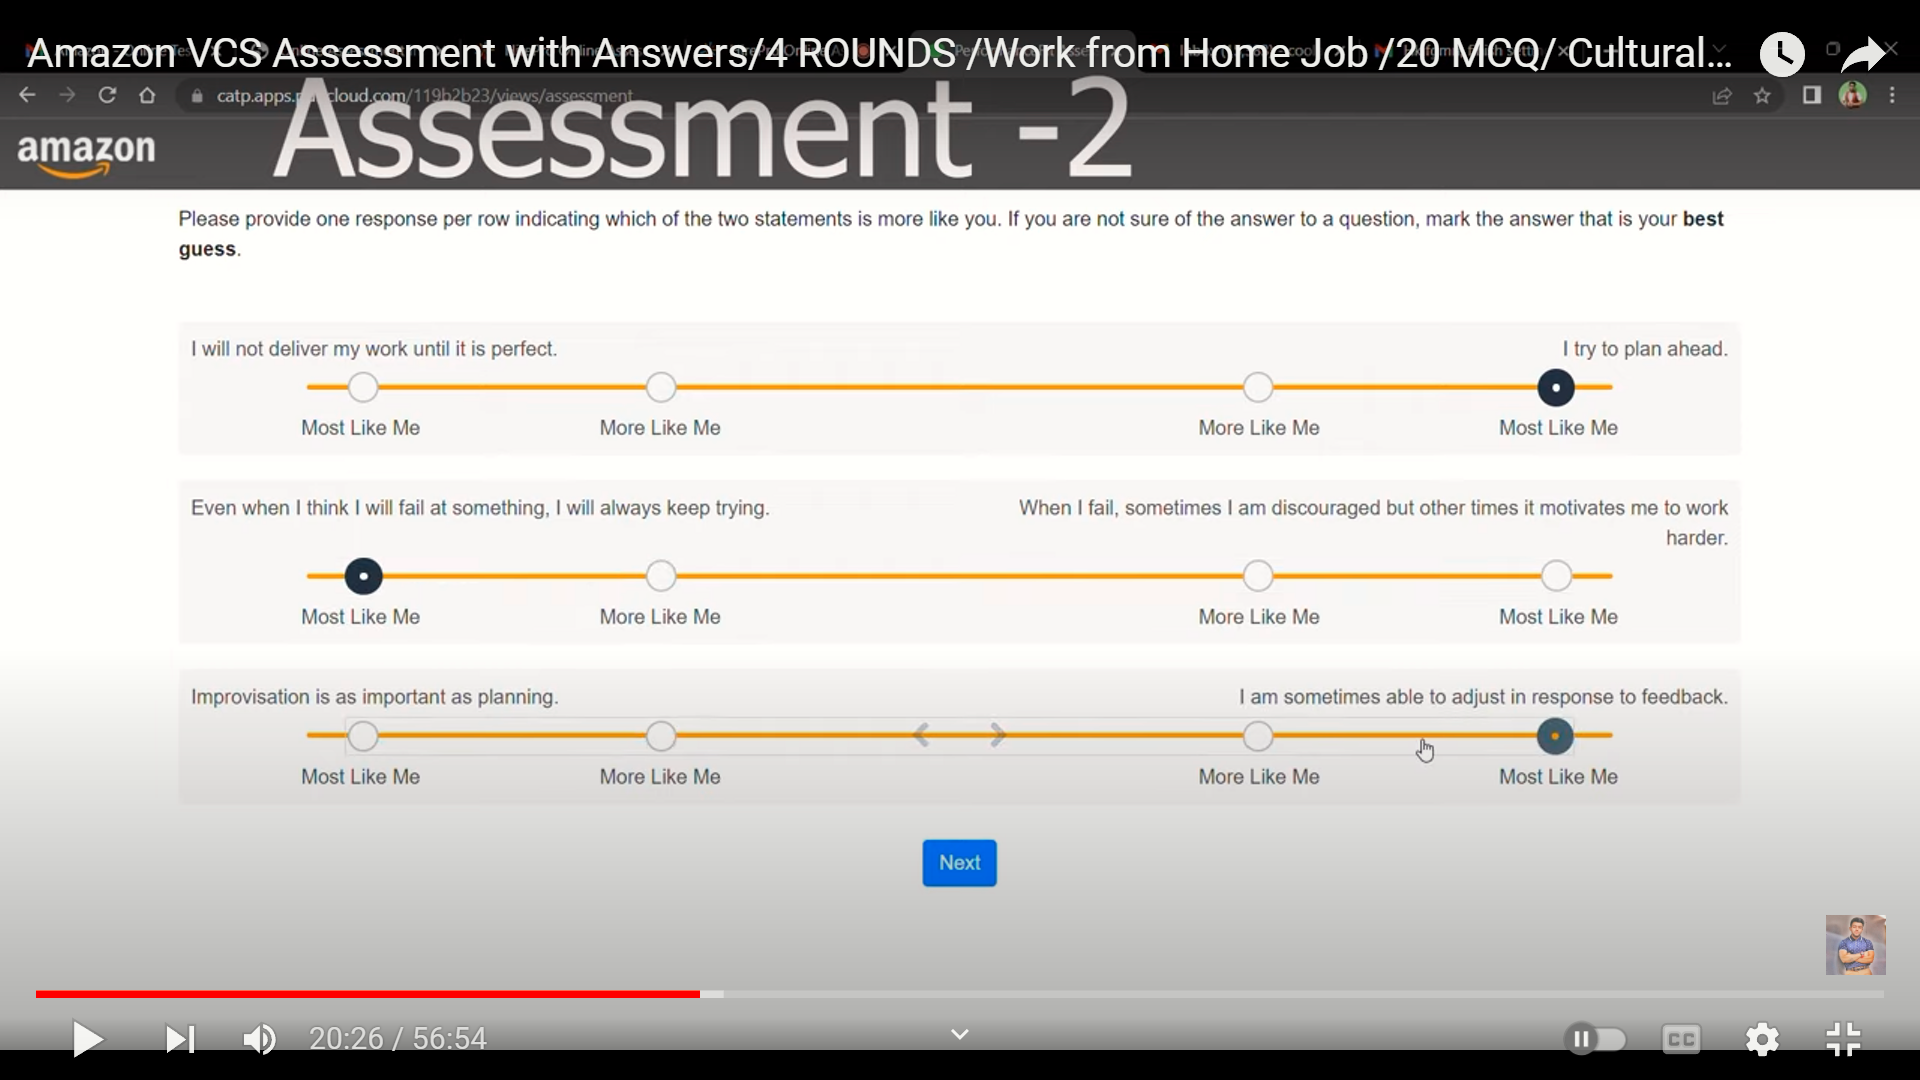 Amazon VCS Assessment with Answers/4 ROUNDS /Work from Home Job /20 MCQ/ Cultural...
catp.apps.p cloud.com/119b2b23/views/assessment
amazon
Assessment -2
Please provide one response per row indicating which of the two statements is more like you. If you are not sure of the answer to a question, mark the answer that is your best
guess.
I will not deliver my work until it is perfect.
I try to plan ahead.
Most Like Me
More Like Me
More Like Me
Most Like Me
Even when I think I will fail at something, I will always keep trying.
When I fail, sometimes I am discouraged but other times it motivates me to work
harder.
Most Like Me
More Like Me
More Like Me
Most Like Me
Improvisation is as important as planning.
I am sometimes able to adjust in response to feedback.
Most Like Me
More Like Me
More Like Me
Most Like Me
Next
20:26 / 56:54
CC